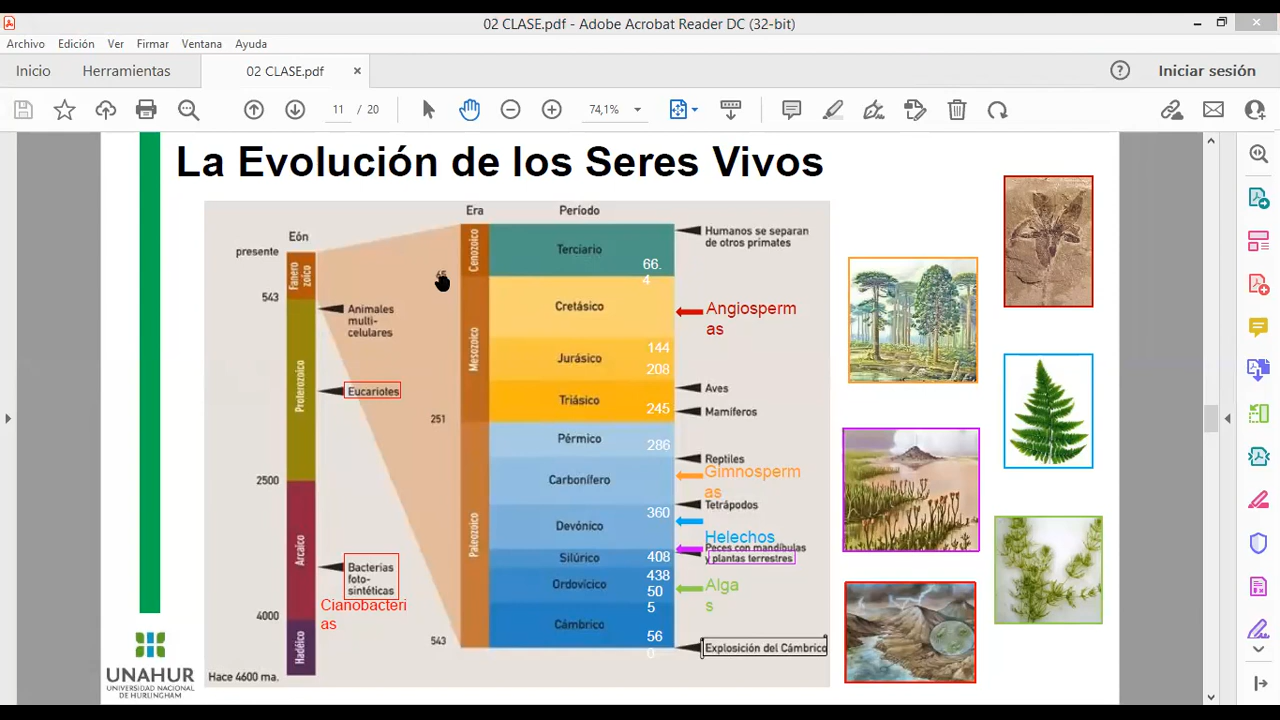 02 CLASE.pdf - Adobe Acrobat Reader DC (32-bit)
Archivo Edición Ver Firmar Ventana Ayuda
Inicio Herramientas 02 CLASE.pdf × Iniciar sesión
11 / 20 74,1%
La Evolución de los Seres Vivos
Eón
presente
Fanero
zoico
543
Animales
multi-
celulares
Proterozoico
Eucariotes
2500
Arcaico
Bacterias
foto-
sintéticas
Cianobacteri
as
4000
Hadéico
Hace 4600 ma.
Era
Período
Cenozoico
65
Mesozoico
251
Paleozoico
543
Terciario
66.
4
Cretásico
144
Jurásico
208
Triásico
245
Pérmico
286
Carbonífero
360
Devónico
408
Silúrico
438
Ordovícico
50
5
Cámbrico
56
0
Humanos se separan
de otros primates
Angiosperm
as
Aves
Mamíferos
Reptiles
Gimnosperm
as
Tetrápodos
Helechos
Peces con mandíbulas
y plantas terrestres
Alga
s
Explosión del Cámbrico
UNAHUR
UNIVERSIDAD NACIONAL
DE HURLINGHAM